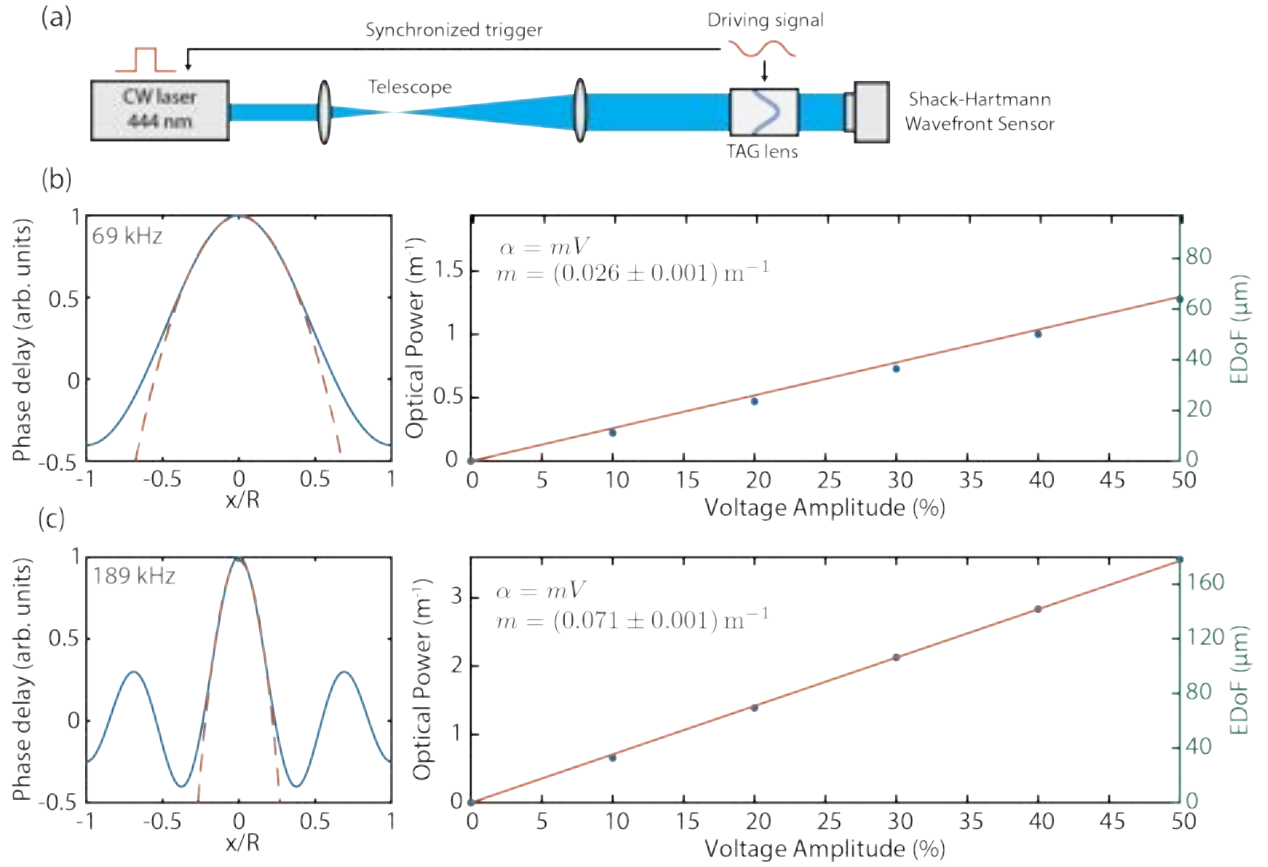 (a)
Driving signal
Synchronized trigger
CW laser
444 nm
Telescope
Shack-Hartmann
Wavefront Sensor
TAG lens
(b)
Phase delay (arb. units)
1
0.5
0
-0.5
69 kHz
-1 -0.5 0 0.5 1
x/R
Optical Power (m⁻¹)
1.5
1
0.5
0
α = mV
m = (0.026 ± 0.001) m⁻¹
80
60
40
20
0
EDoF (µm)
0 5 10 15 20 25 30 35 40 45 50
Voltage Amplitude (%)
(c)
Phase delay (arb. units)
1
0.5
0
-0.5
189 kHz
-1 -0.5 0 0.5 1
x/R
Optical Power (m⁻¹)
3
2
1
0
α = mV
m = (0.071 ± 0.001) m⁻¹
160
120
80
40
0
EDoF (µm)
0 5 10 15 20 25 30 35 40 45 50
Voltage Amplitude (%)